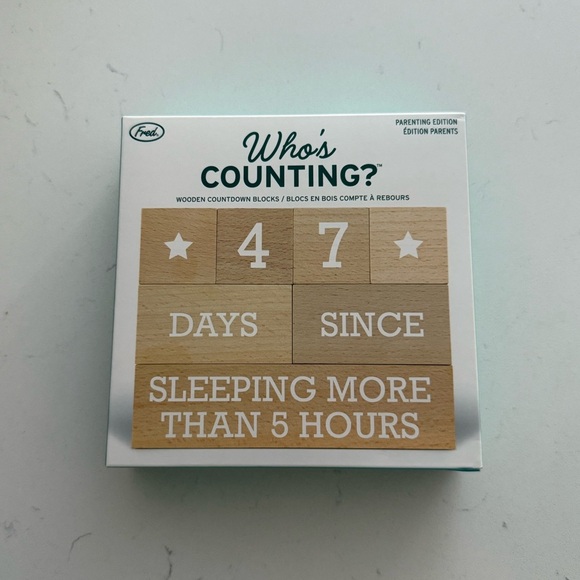 Fred.
PARENTING EDITION
ÉDITION PARENTS
Who's
COUNTING?™
WOODEN COUNTDOWN BLOCKS / BLOCS EN BOIS COMPTE À REBOURS
4 7
DAYS SINCE
SLEEPING MORE
THAN 5 HOURS